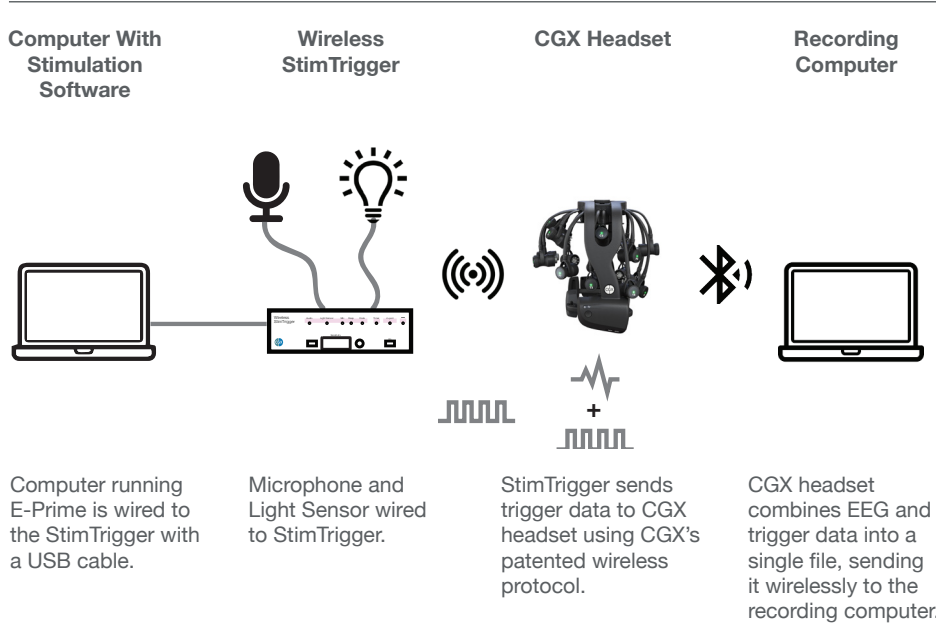 Computer With
Stimulation
Software
Wireless
StimTrigger
CGX Headset
Recording
Computer
Wireless
StimTrigger
+
Computer running
E-Prime is wired to
the StimTrigger with
a USB cable.
Microphone and
Light Sensor wired
to StimTrigger.
StimTrigger sends
trigger data to CGX
headset using CGX’s
patented wireless
protocol.
CGX headset
combines EEG and
trigger data into a
single file, sending
it wirelessly to the
recording computer.